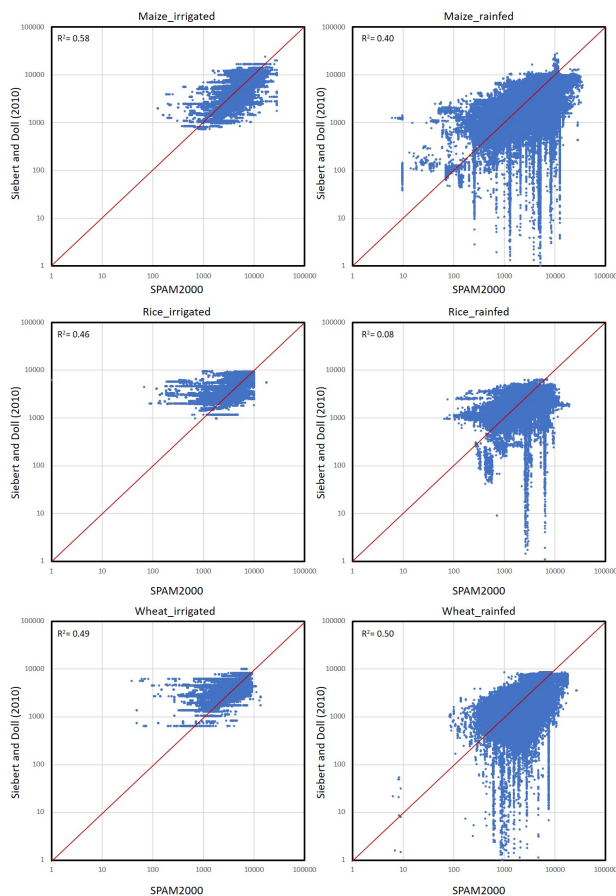 Maize_irrigated
R²= 0.58
100000
10000
1000
100
10
1
1 10 100 1000 10000 100000
Siebert and Doll (2010)
SPAM2000
Maize_rainfed
R²= 0.40
100000
10000
1000
100
10
1
1 10 100 1000 10000 100000
Siebert and Doll (2010)
SPAM2000
Rice_irrigated
R²= 0.46
100000
10000
1000
100
10
1
1 10 100 1000 10000 100000
Siebert and Doll (2010)
SPAM2000
Rice_rainfed
R²= 0.08
100000
10000
1000
100
10
1
1 10 100 1000 10000 100000
Siebert and Doll (2010)
SPAM2000
Wheat_irrigated
R²= 0.49
100000
10000
1000
100
10
1
1 10 100 1000 10000 100000
Siebert and Doll (2010)
SPAM2000
Wheat_rainfed
R²= 0.50
100000
10000
1000
100
10
1
1 10 100 1000 10000 100000
Siebert and Doll (2010)
SPAM2000